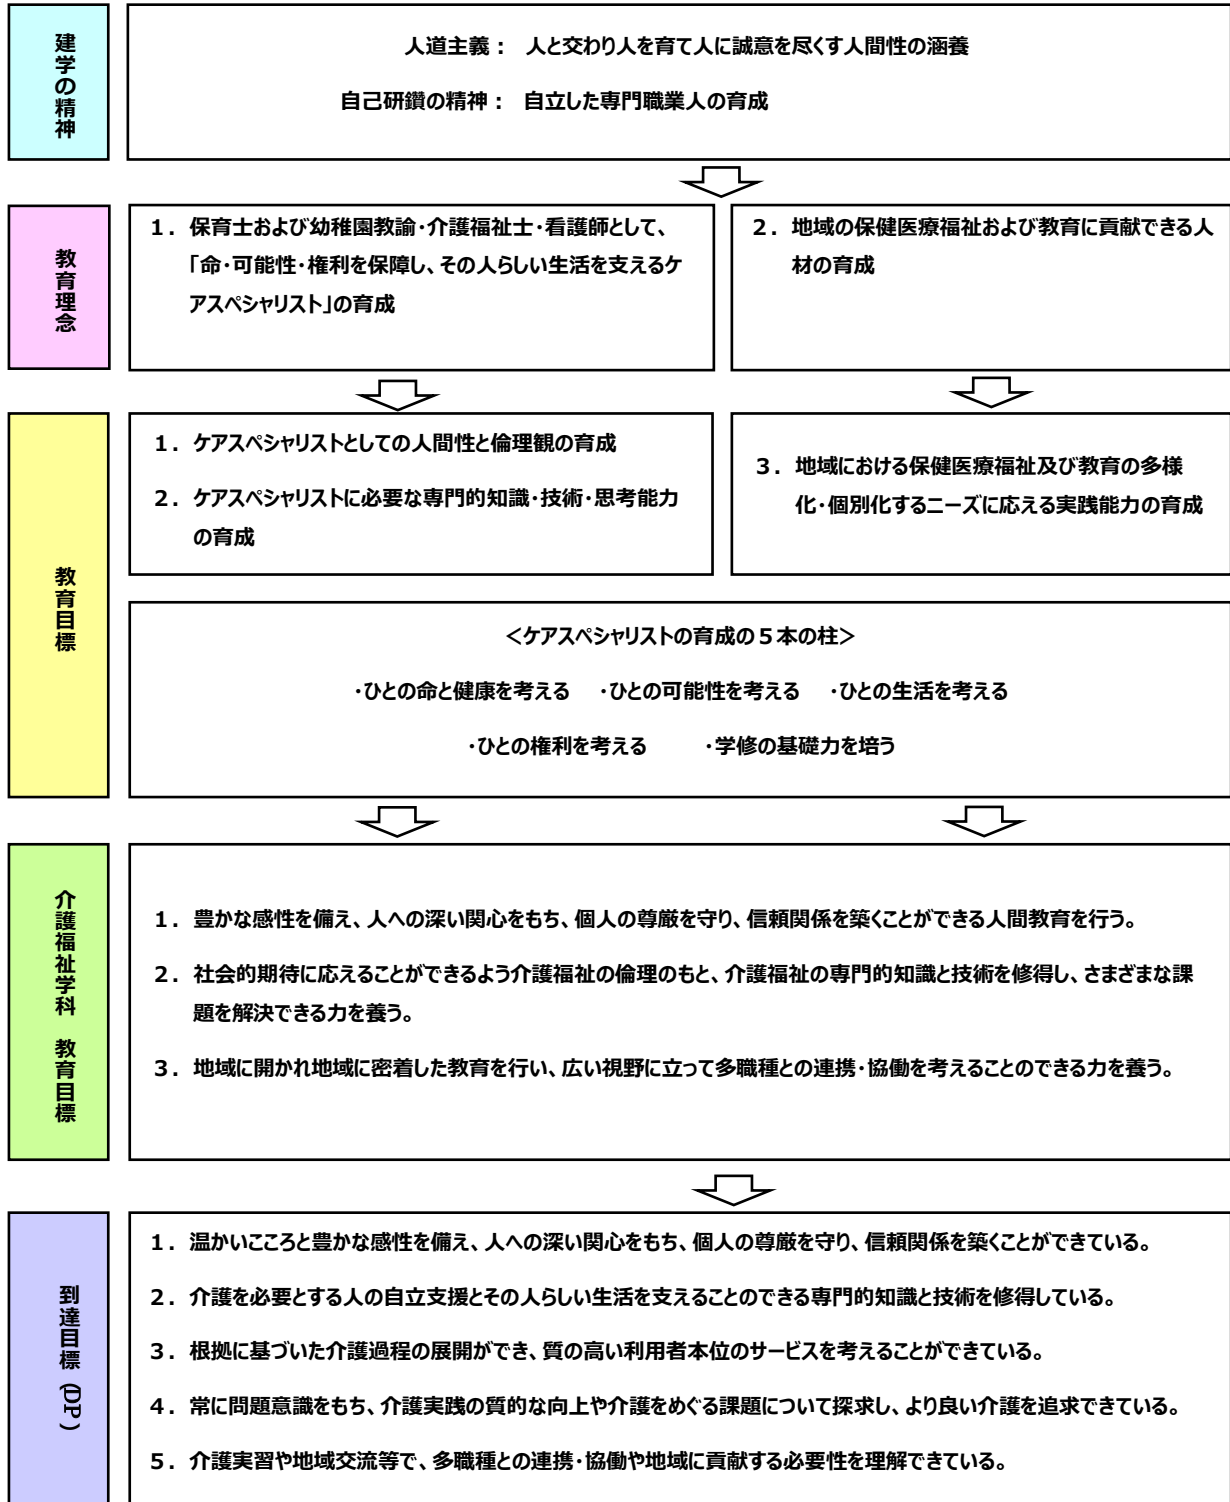 建学の精神
人道主義： 人と交わり人を育て人に誠意を尽くす人間性の涵養
自己研鑽の精神： 自立した専門職業人の育成
教育理念
１．保育士および幼稚園教諭・介護福祉士・看護師として、
「命・可能性・権利を保障し、その人らしい生活を支えるケ
アスペシャリスト」の育成
２．地域の保健医療福祉および教育に貢献できる人
材の育成
教育目標
１．ケアスペシャリストとしての人間性と倫理観の育成
２．ケアスペシャリストに必要な専門的知識・技術・思考能力
の育成
３．地域における保健医療福祉及び教育の多様
化・個別化するニーズに応える実践能力の育成
＜ケアスペシャリストの育成の５本の柱＞
・ひとの命と健康を考える ・ひとの可能性を考える ・ひとの生活を考える
・ひとの権利を考える ・学修の基礎力を培う
介護福祉学科 教育目標
１．豊かな感性を備え、人への深い関心をもち、個人の尊厳を守り、信頼関係を築くことができる人間教育を行う。
２．社会的期待に応えることができるよう介護福祉の倫理のもと、介護福祉の専門的知識と技術を修得し、さまざまな課
題を解決できる力を養う。
３．地域に開かれ地域に密着した教育を行い、広い視野に立って多職種との連携・協働を考えることのできる力を養う。
到達目標（DP）
１．温かいこころと豊かな感性を備え、人への深い関心をもち、個人の尊厳を守り、信頼関係を築くことができている。
２．介護を必要とする人の自立支援とその人らしい生活を支えることのできる専門的知識と技術を修得している。
３．根拠に基づいた介護過程の展開ができ、質の高い利用者本位のサービスを考えることができている。
４．常に問題意識をもち、介護実践の質的な向上や介護をめぐる課題について探求し、より良い介護を追求できている。
５．介護実習や地域交流等で、多職種との連携・協働や地域に貢献する必要性を理解できている。